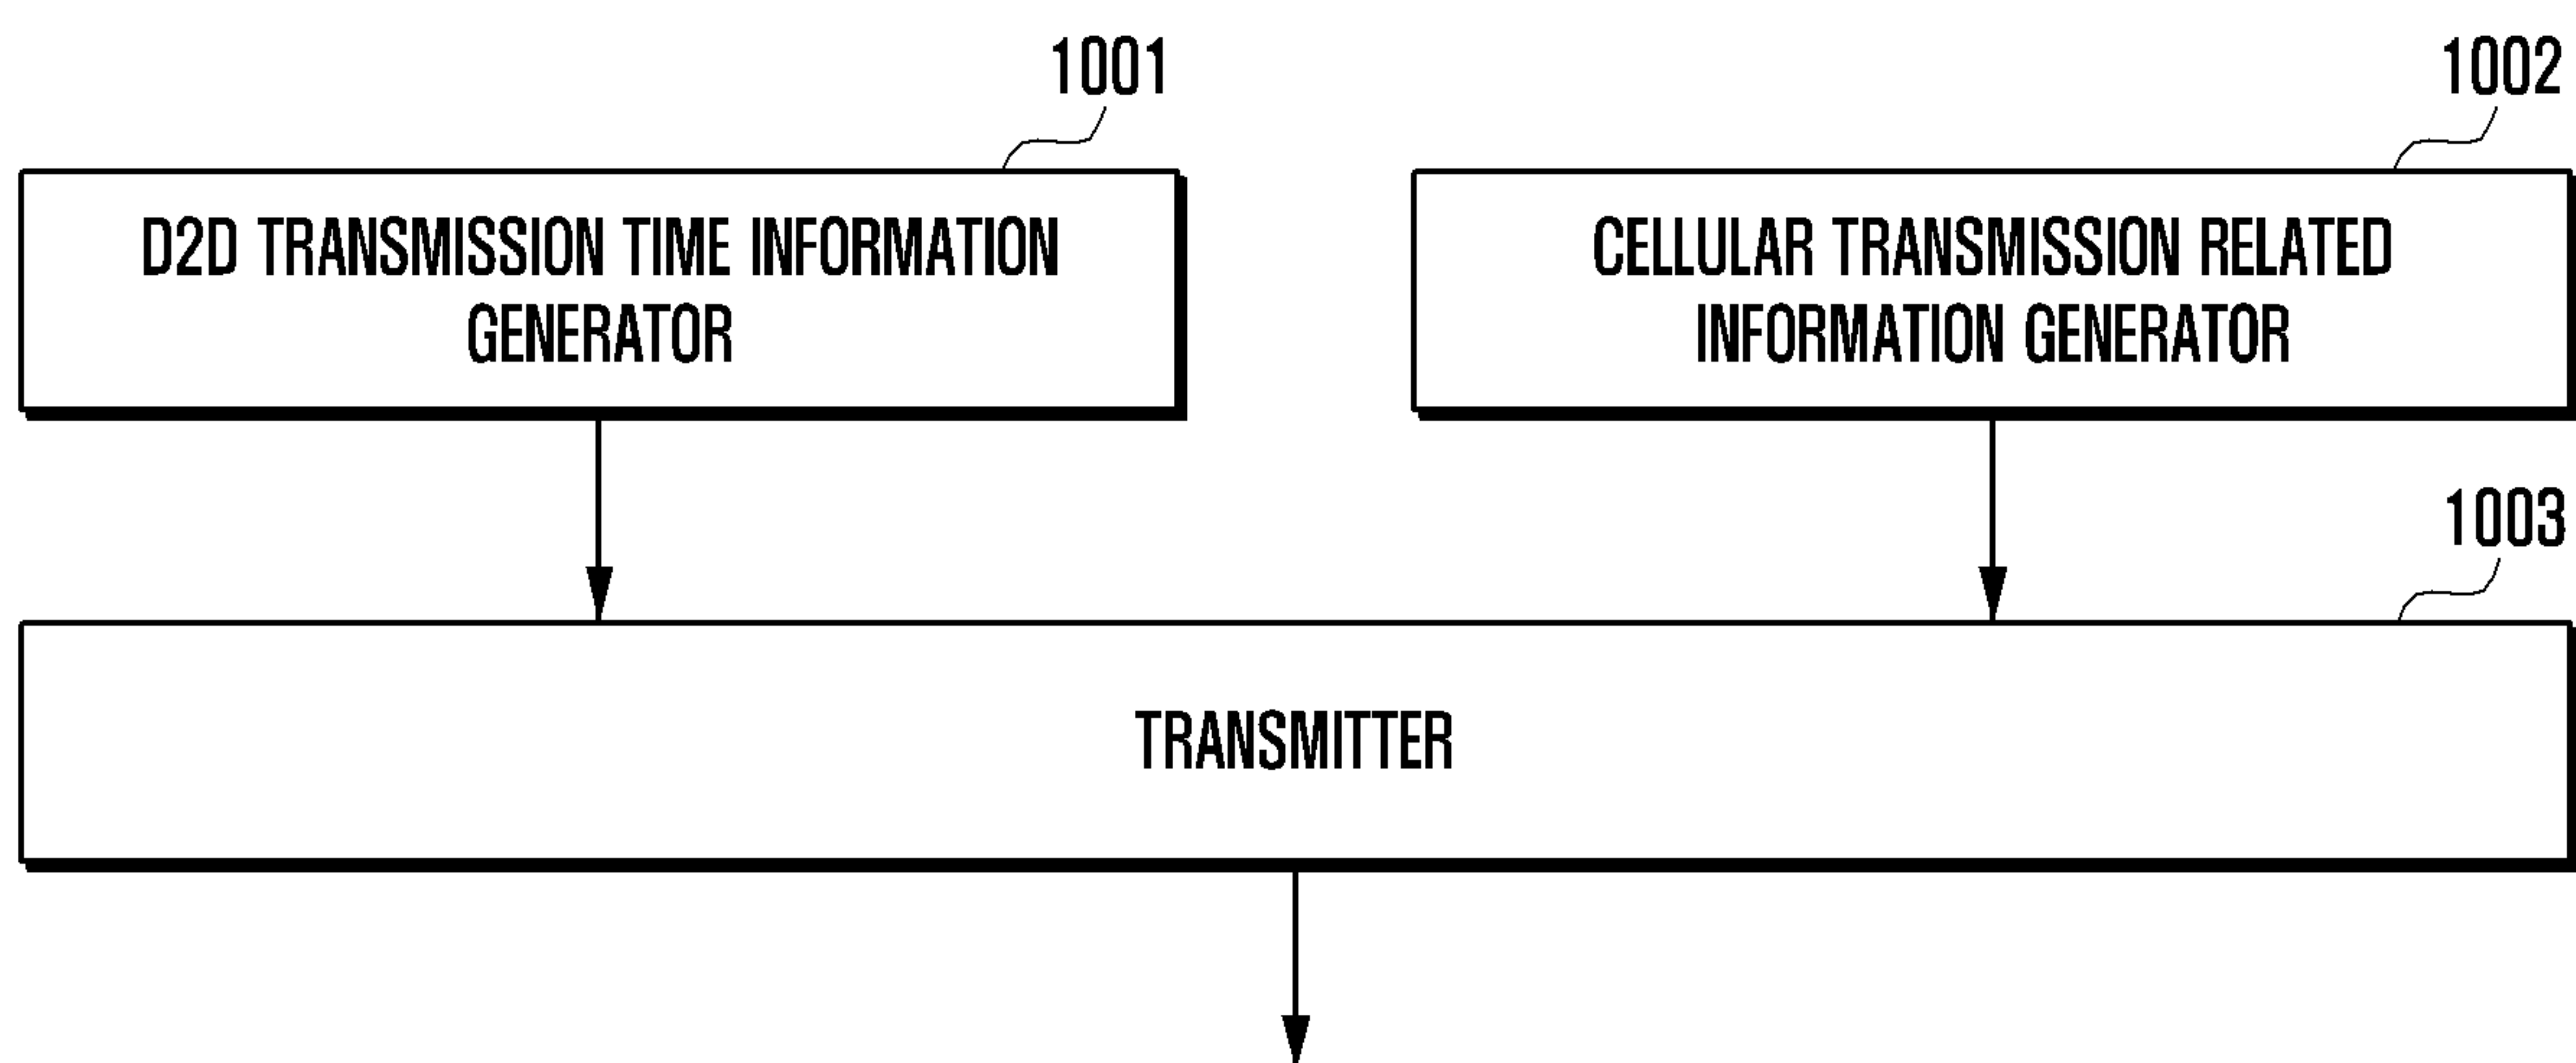 1001
1002
D2D TRANSMISSION TIME INFORMATION
GENERATOR
CELLULAR TRANSMISSION RELATED
INFORMATION GENERATOR
1003
TRANSMITTER